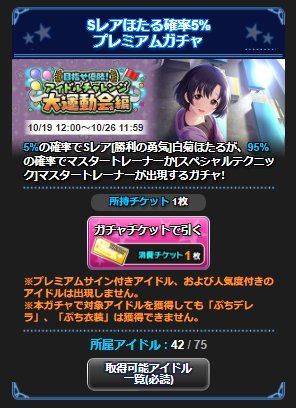 Sレアほたる確率5%
プレミアムガチャ
目指せ優勝!
アイドルチャレンジ
大運動会編
10/19 12:00～10/26 11:59
5%の確率でSレア[勝利の勇気]白菊ほたるが、95%
の確率でマスタートレーナーか[スペシャルテクニッ
ク]マスタートレーナーが出現するガチャ!
所持チケット 1枚
ガチャチケットで引く
消費チケット 1枚
※プレミアムサイン付きアイドル、および人気度付きの
アイドルは出現しません。
※本ガチャで対象アイドルを獲得しても「ぷちデレ
ラ」、「ぷち衣装」は獲得できません。
所属アイドル : 42 / 75
取得可能アイドル
一覧(必読)